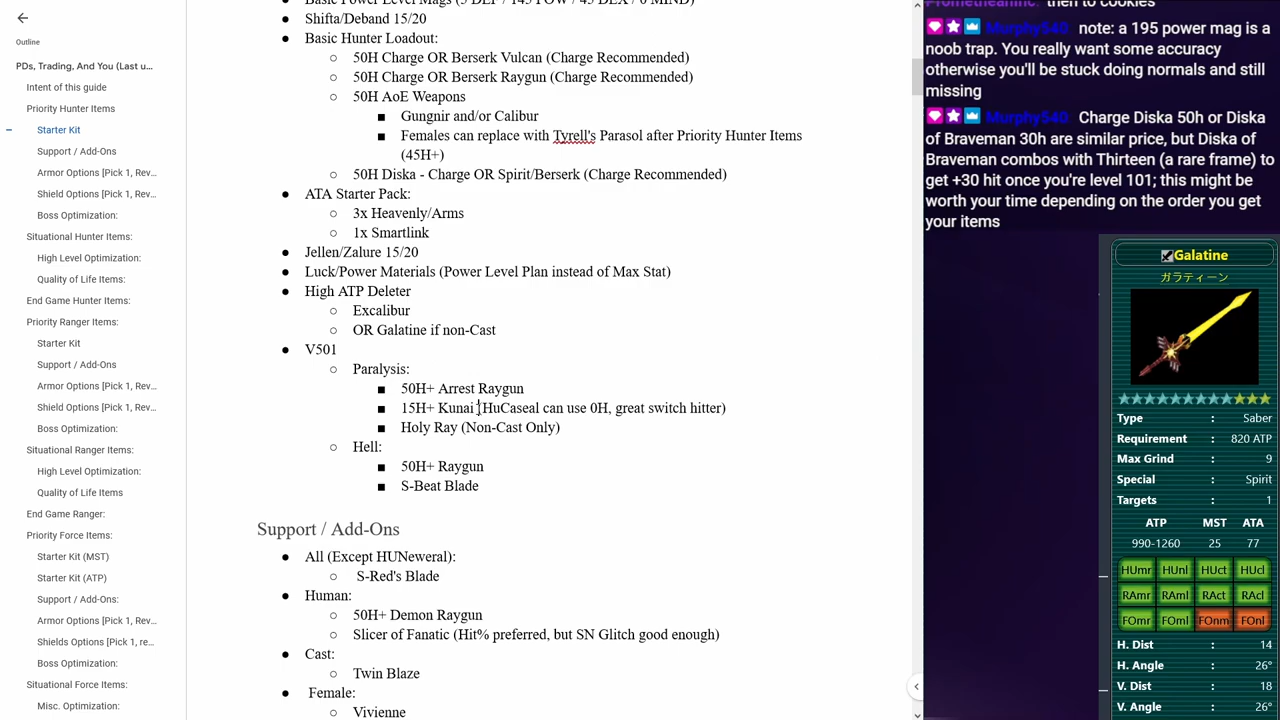 Outline
PDs, Trading, And You (Last u...
Intent of this guide
Priority Hunter Items
Starter Kit
Support / Add-Ons
Armor Options [Pick 1, Rev...
Shield Options [Pick 1, Rev...
Boss Optimization:
Situational Hunter Items:
High Level Optimization:
Quality of Life Items:
End Game Hunter Items:
Priority Ranger Items:
Starter Kit
Support / Add-Ons
Armor Options [Pick 1, Rev...
Shield Options [Pick 1, Rev...
Boss Optimization:
Situational Ranger Items:
High Level Optimization:
Quality of Life Items
End Game Ranger:
Priority Force Items:
Starter Kit (MST)
Starter Kit (ATP)
Support / Add-Ons:
Armor Options [Pick 1, Rev...
Shields Options [Pick 1, re...
Boss Optimization:
Situational Force Items:
Misc. Optimization:
Basic Power Level Mags (5 DEF / 145 POW / 45 DEX / 0 MIND)
● Shifta/Deband 15/20
● Basic Hunter Loadout:
○ 50H Charge OR Berserk Vulcan (Charge Recommended)
○ 50H Charge OR Berserk Raygun (Charge Recommended)
○ 50H AoE Weapons
■ Gungnir and/or Calibur
■ Females can replace with Tyrell's Parasol after Priority Hunter Items
(45H+)
○ 50H Diska - Charge OR Spirit/Berserk (Charge Recommended)
● ATA Starter Pack:
○ 3x Heavenly/Arms
○ 1x Smartlink
● Jellen/Zalure 15/20
● Luck/Power Materials (Power Level Plan instead of Max Stat)
● High ATP Deleter
○ Excalibur
○ OR Galatine if non-Cast
● V501
○ Paralysis:
■ 50H+ Arrest Raygun
■ 15H+ Kunai (HuCaseal can use 0H, great switch hitter)
■ Holy Ray (Non-Cast Only)
○ Hell:
■ 50H+ Raygun
■ S-Beat Blade
Support / Add-Ons
● All (Except HUNeweral):
○ S-Red's Blade
● Human:
○ 50H+ Demon Raygun
○ Slicer of Fanatic (Hit% preferred, but SN Glitch good enough)
● Cast:
○ Twin Blaze
● Female:
○ Vivienne
Prometheaninc: then to cookies
Murphy540: note: a 195 power mag is a
noob trap. You really want some accuracy
otherwise you'll be stuck doing normals and still
missing
Murphy540: Charge Diska 50h or Diska
of Braveman 30h are similar price, but Diska of
Braveman combos with Thirteen (a rare frame) to
get +30 hit once you're level 101; this might be
worth your time depending on the order you get
your items
Galatine
ガラティーン
★★★★★★★★★★★★
Type Saber
Requirement : 820 ATP
Max Grind : 9
Special : Spirit
Targets : 1
ATP MST ATA
990-1260 25 77
HUmr HUnl HUct HUcl
RAmr RAml RAct RAcl
FOmr FOml FOnm FOnl
H. Dist : 14
H. Angle : 26°
V. Dist : 18
V. Angle : 26°